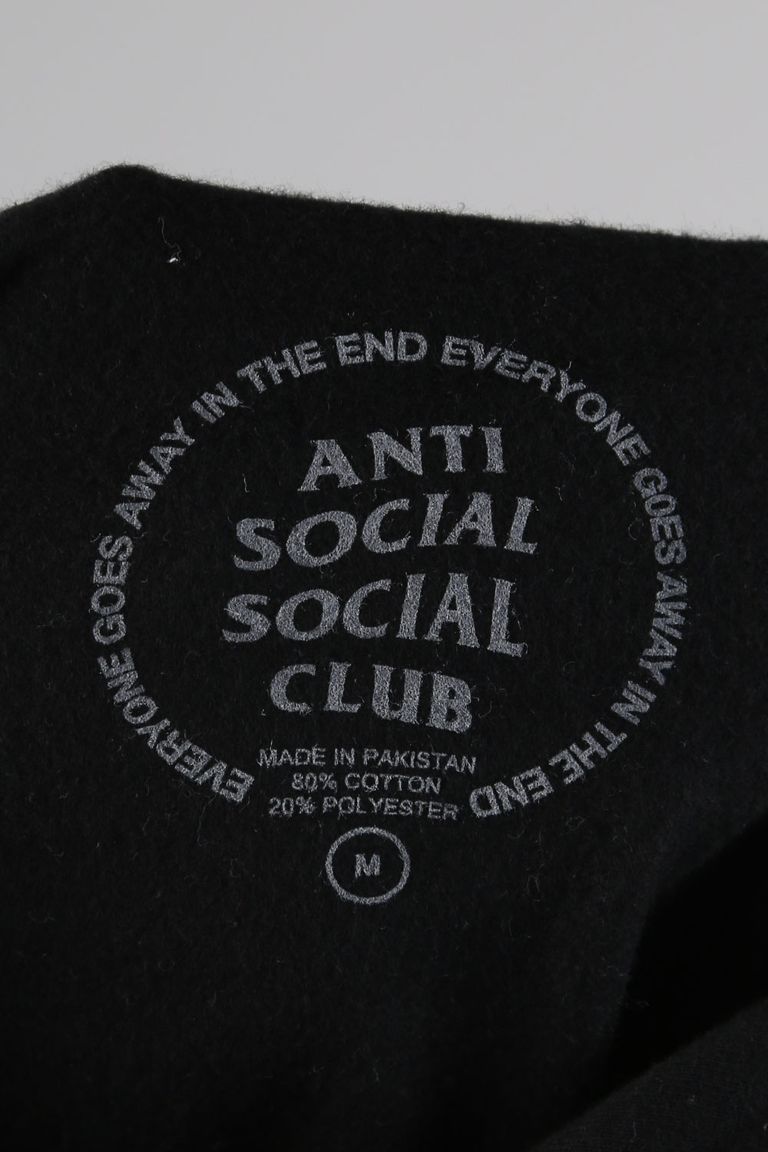 EVERYONE GOES AWAY IN THE END EVERYONE GOES AWAY IN THE END
ANTI
SOCIAL
SOCIAL
CLUB
MADE IN PAKISTAN
80% COTTON
20% POLYESTER
M